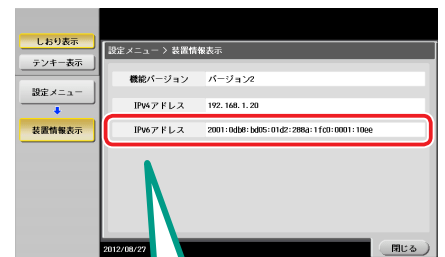 しおり表示
テンキー表示
設定メニュー
装置情報表示
設定メニュー > 装置情報表示
機能バージョン バージョン2
IPv4アドレス 192.168.1.20
IPv6アドレス 2001:0db8:bd05:01d2:288a:1fc0:0001:10ee
2012/08/27
閉じる